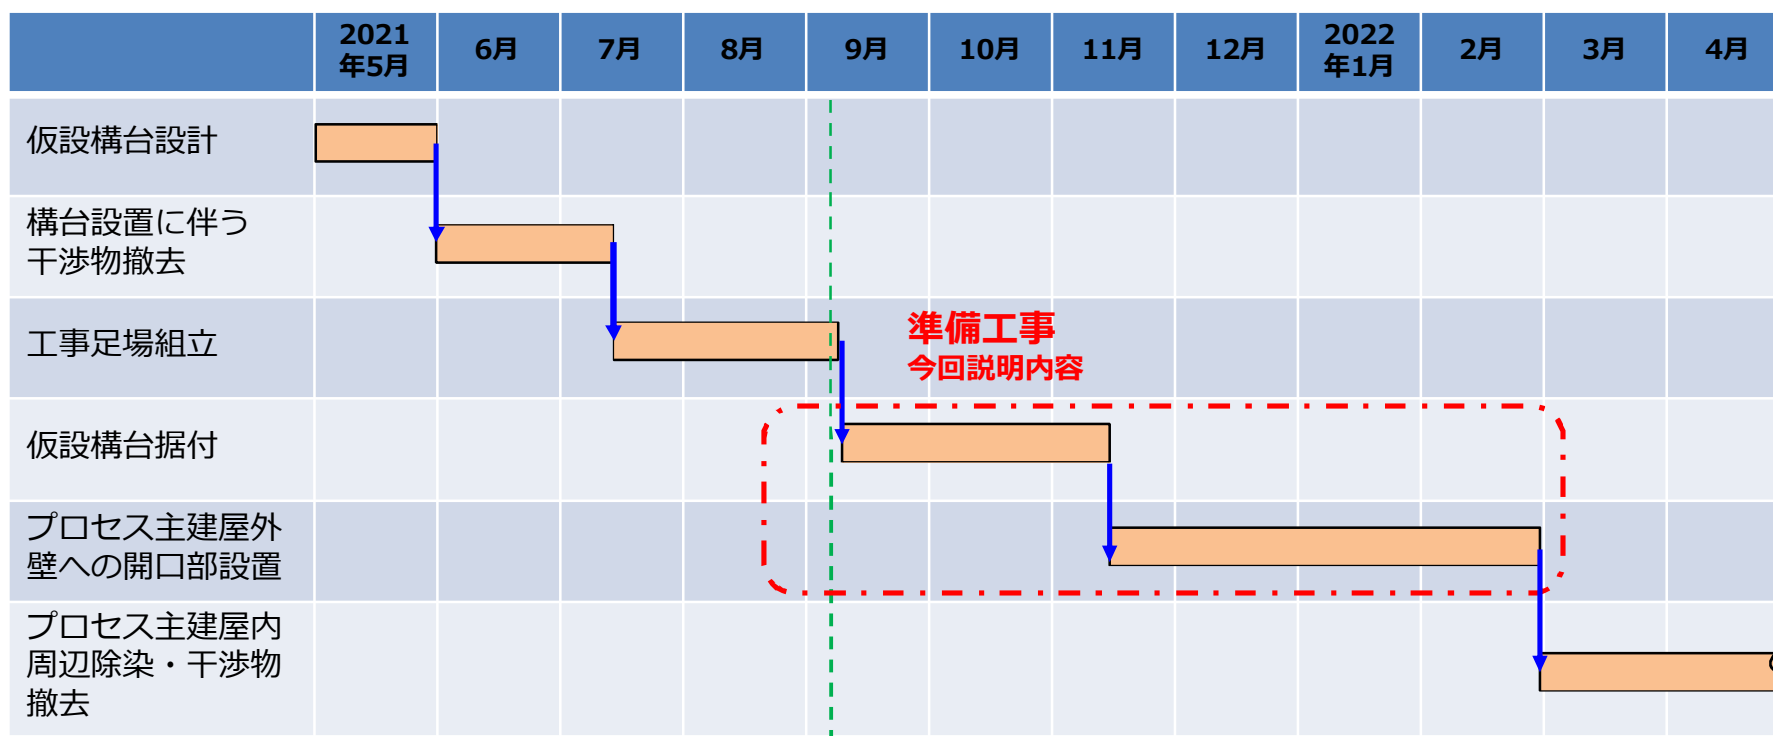 2021
年5月
6月
7月
8月
9月
10月
11月
12月
2022
年1月
2月
3月
4月
仮設構台設計
構台設置に伴う
干渉物撤去
工事足場組立
準備工事
今回説明内容
仮設構台据付
プロセス主建屋外
壁への開口部設置
プロセス主建屋内
周辺除染・干渉物
撤去